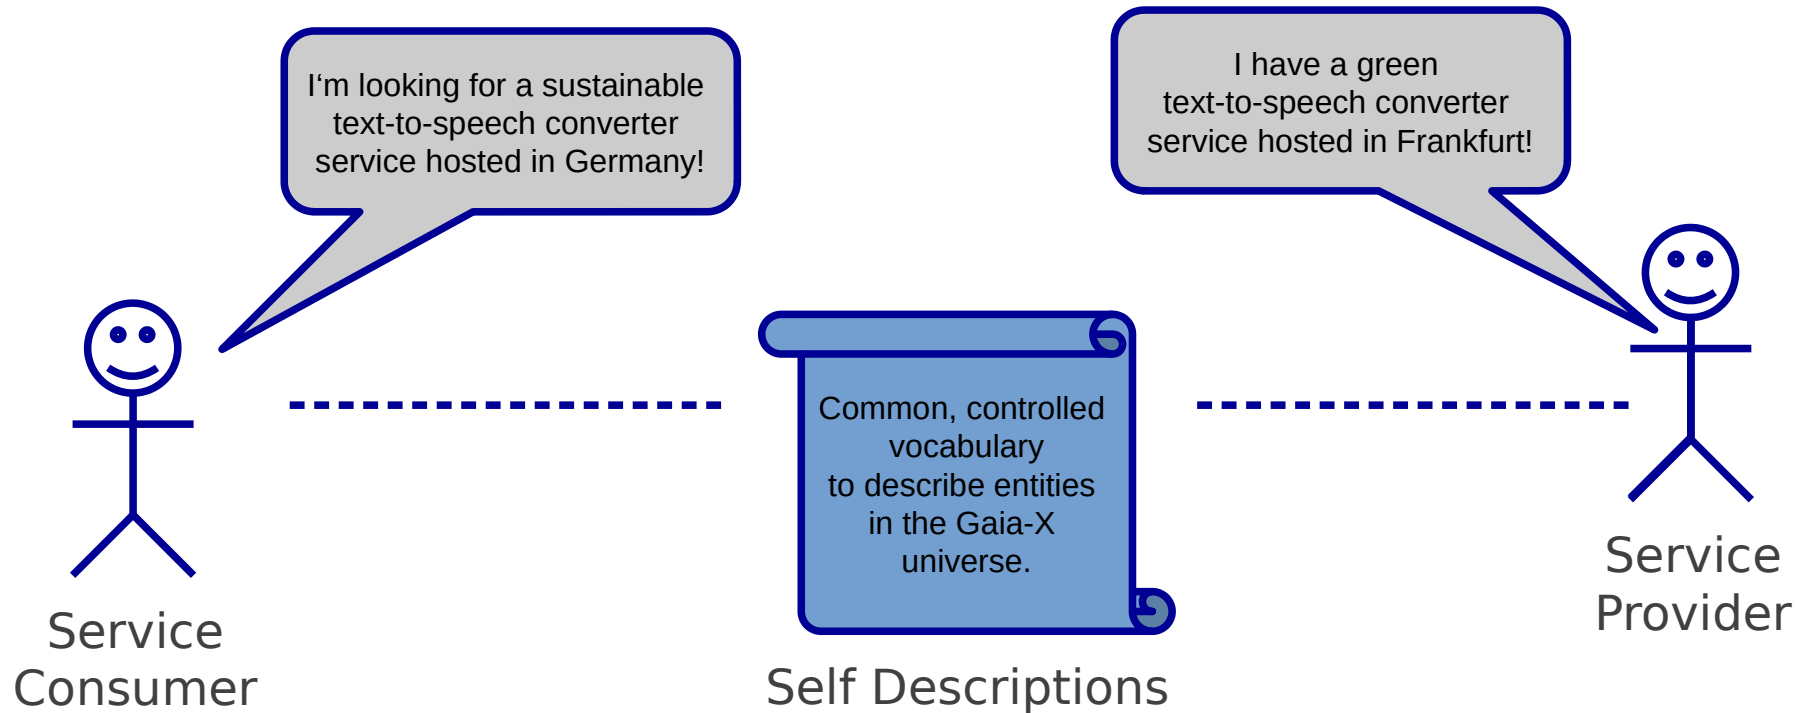 I‘m looking for a sustainable
text-to-speech converter
service hosted in Germany!
I have a green
text-to-speech converter
service hosted in Frankfurt!
Common, controlled
vocabulary
to describe entities
in the Gaia-X
universe.
Service
Consumer
Self Descriptions
Service
Provider